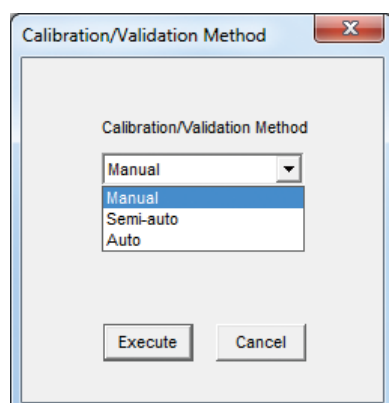 Calibration/Validation Method
Calibration/Validation Method
Manual
Manual
Semi-auto
Auto
Execute Cancel